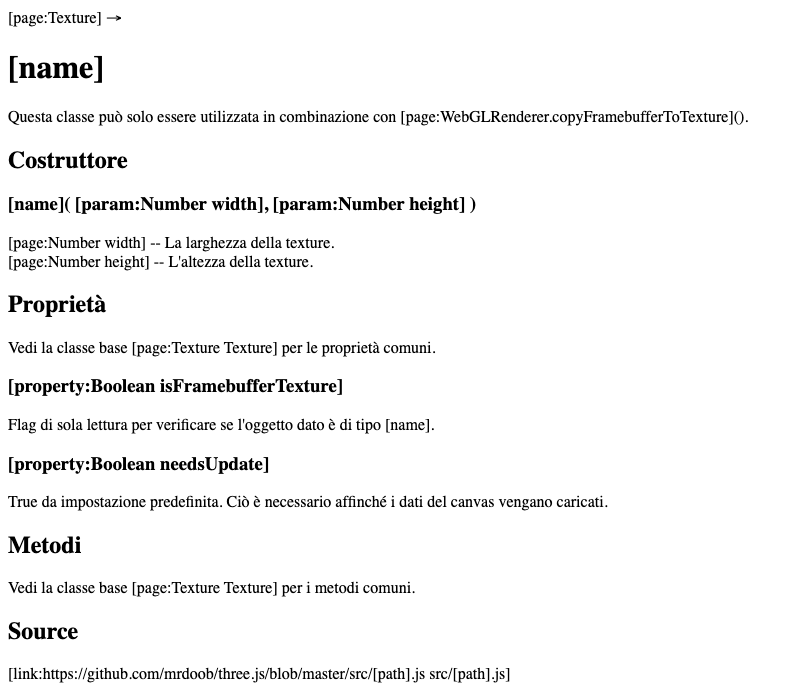 [page:Texture] →
[name]
Questa classe può solo essere utilizzata in combinazione con [page:WebGLRenderer.copyFramebufferToTexture]().
Costruttore
[name]( [param:Number width], [param:Number height] )
[page:Number width] -- La larghezza della texture.
[page:Number height] -- L'altezza della texture.
Proprietà
Vedi la classe base [page:Texture Texture] per le proprietà comuni.
[property:Boolean isFramebufferTexture]
Flag di sola lettura per verificare se l'oggetto dato è di tipo [name].
[property:Boolean needsUpdate]
True da impostazione predefinita. Ciò è necessario affinché i dati del canvas vengano caricati.
Metodi
Vedi la classe base [page:Texture Texture] per i metodi comuni.
Source
[link:https://github.com/mrdoob/three.js/blob/master/src/[path].js src/[path].js]